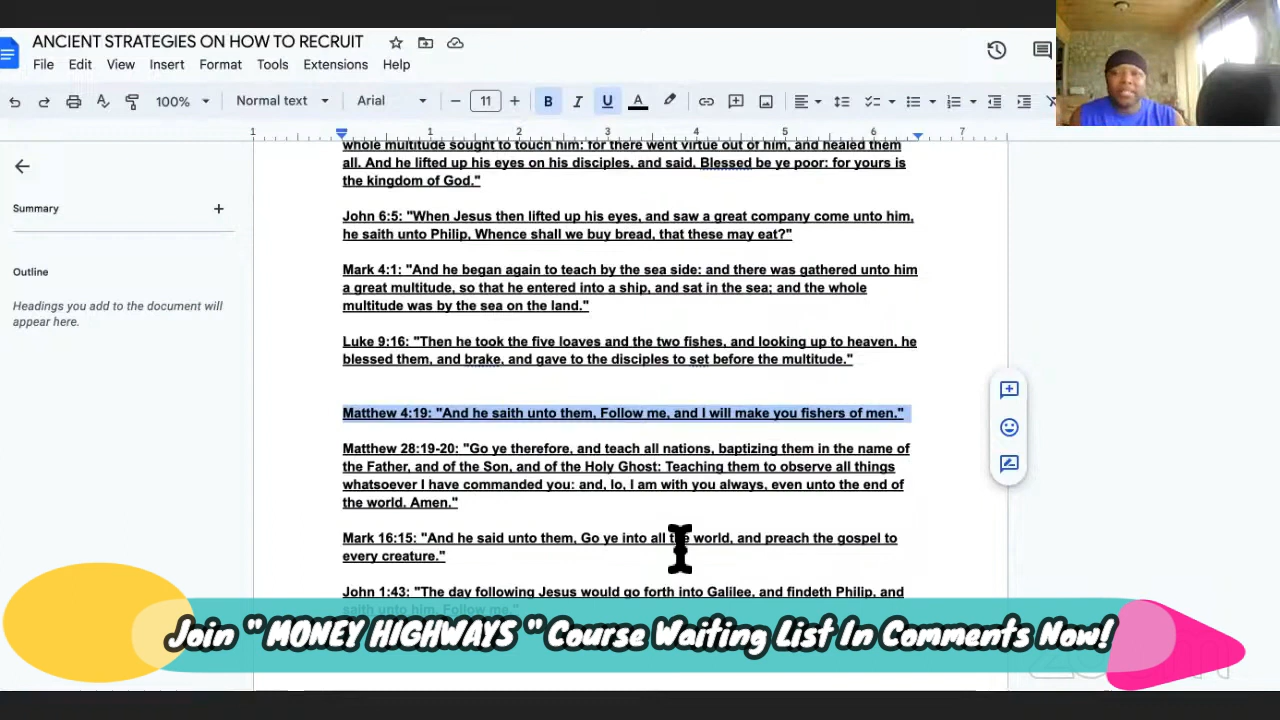 ANCIENT STRATEGIES ON HOW TO RECRUIT
File Edit View Insert Format Tools Extensions Help
100% Normal text Arial 11 B I U A
1 1 2 3 4 5 6 7
Summary
Outline
Headings you add to the document will
appear here.
whole multitude sought to touch him: for there went virtue out of him, and healed them
all. And he lifted up his eyes on his disciples, and said, Blessed be ye poor: for yours is
the kingdom of God."
John 6:5: "When Jesus then lifted up his eyes, and saw a great company come unto him,
he saith unto Philip, Whence shall we buy bread, that these may eat?"
Mark 4:1: "And he began again to teach by the sea side: and there was gathered unto him
a great multitude, so that he entered into a ship, and sat in the sea; and the whole
multitude was by the sea on the land."
Luke 9:16: "Then he took the five loaves and the two fishes, and looking up to heaven, he
blessed them, and brake, and gave to the disciples to set before the multitude."
Matthew 4:19: "And he saith unto them, Follow me, and I will make you fishers of men."
Matthew 28:19-20: "Go ye therefore, and teach all nations, baptizing them in the name of
the Father, and of the Son, and of the Holy Ghost: Teaching them to observe all things
whatsoever I have commanded you: and, lo, I am with you always, even unto the end of
the world. Amen."
Mark 16:15: "And he said unto them, Go ye into all the world, and preach the gospel to
every creature."
John 1:43: "The day following Jesus would go forth into Galilee, and findeth Philip, and
saith unto him, Follow me."
Join " MONEY HIGHWAYS " Course Waiting List In Comments Now!
zoom